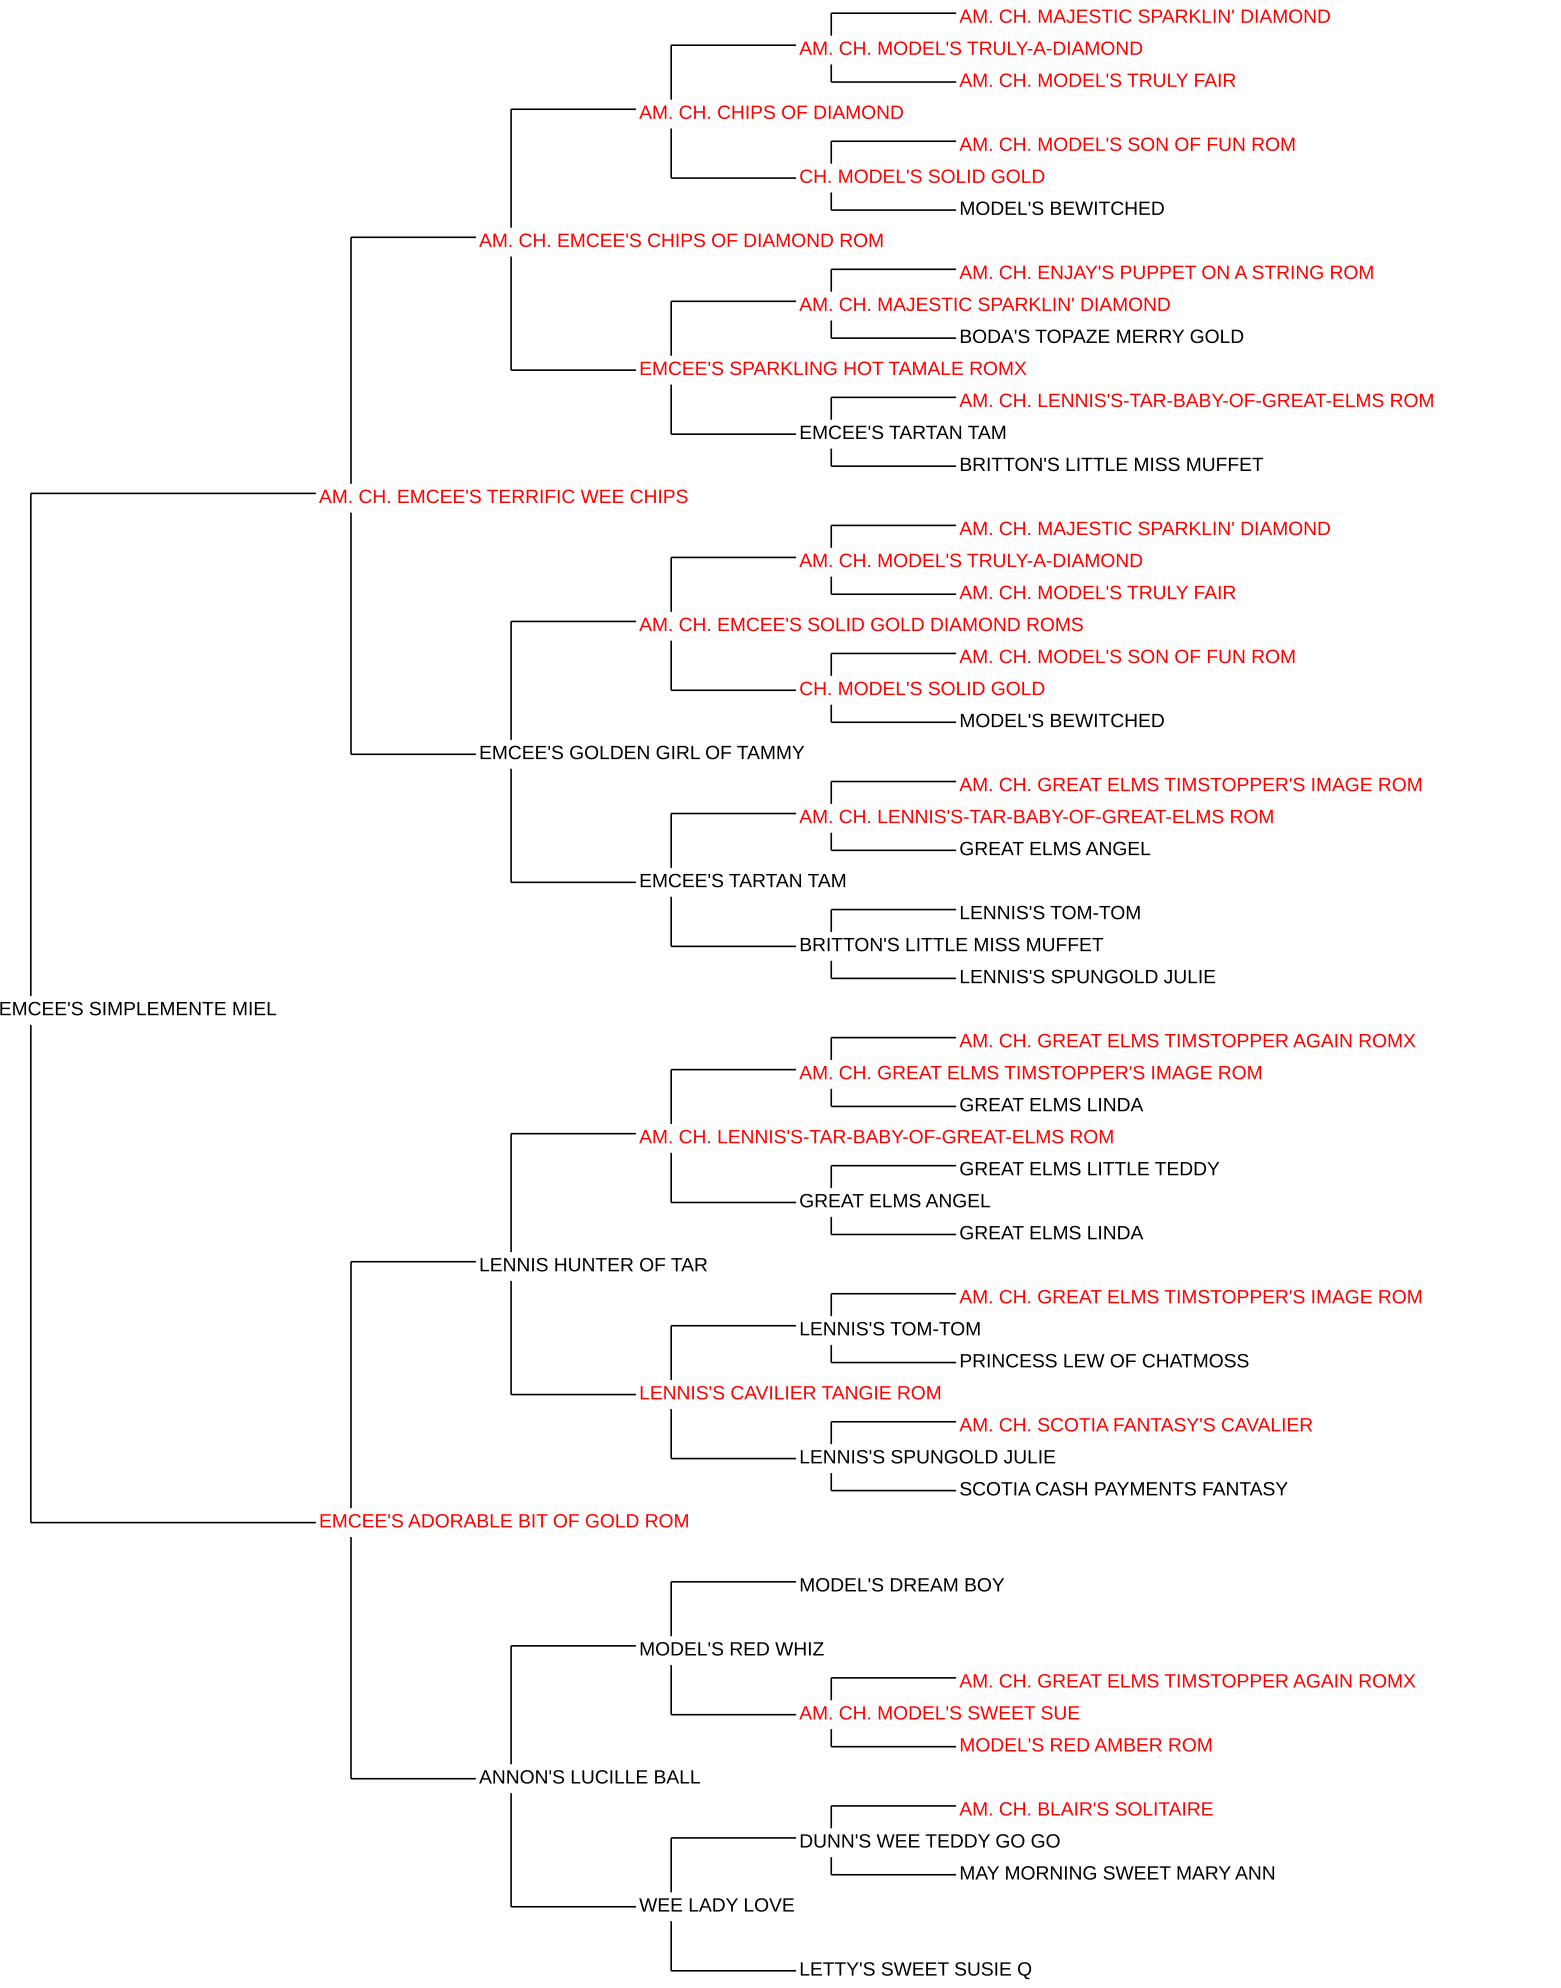 AM. CH. MAJESTIC SPARKLIN' DIAMOND
AM. CH. MODEL'S TRULY-A-DIAMOND
AM. CH. MODEL'S TRULY FAIR
AM. CH. CHIPS OF DIAMOND
AM. CH. MODEL'S SON OF FUN ROM
CH. MODEL'S SOLID GOLD
MODEL'S BEWITCHED
AM. CH. EMCEE'S CHIPS OF DIAMOND ROM
AM. CH. ENJAY'S PUPPET ON A STRING ROM
AM. CH. MAJESTIC SPARKLIN' DIAMOND
BODA'S TOPAZE MERRY GOLD
EMCEE'S SPARKLING HOT TAMALE ROMX
AM. CH. LENNIS'S-TAR-BABY-OF-GREAT-ELMS ROM
EMCEE'S TARTAN TAM
BRITTON'S LITTLE MISS MUFFET
AM. CH. EMCEE'S TERRIFIC WEE CHIPS
AM. CH. MAJESTIC SPARKLIN' DIAMOND
AM. CH. MODEL'S TRULY-A-DIAMOND
AM. CH. MODEL'S TRULY FAIR
AM. CH. EMCEE'S SOLID GOLD DIAMOND ROMS
AM. CH. MODEL'S SON OF FUN ROM
CH. MODEL'S SOLID GOLD
MODEL'S BEWITCHED
EMCEE'S GOLDEN GIRL OF TAMMY
AM. CH. GREAT ELMS TIMSTOPPER'S IMAGE ROM
AM. CH. LENNIS'S-TAR-BABY-OF-GREAT-ELMS ROM
GREAT ELMS ANGEL
EMCEE'S TARTAN TAM
LENNIS'S TOM-TOM
BRITTON'S LITTLE MISS MUFFET
LENNIS'S SPUNGOLD JULIE
EMCEE'S SIMPLEMENTE MIEL
AM. CH. GREAT ELMS TIMSTOPPER AGAIN ROMX
AM. CH. GREAT ELMS TIMSTOPPER'S IMAGE ROM
GREAT ELMS LINDA
AM. CH. LENNIS'S-TAR-BABY-OF-GREAT-ELMS ROM
GREAT ELMS LITTLE TEDDY
GREAT ELMS ANGEL
GREAT ELMS LINDA
LENNIS HUNTER OF TAR
AM. CH. GREAT ELMS TIMSTOPPER'S IMAGE ROM
LENNIS'S TOM-TOM
PRINCESS LEW OF CHATMOSS
LENNIS'S CAVILIER TANGIE ROM
AM. CH. SCOTIA FANTASY'S CAVALIER
LENNIS'S SPUNGOLD JULIE
SCOTIA CASH PAYMENTS FANTASY
EMCEE'S ADORABLE BIT OF GOLD ROM
MODEL'S DREAM BOY
MODEL'S RED WHIZ
AM. CH. GREAT ELMS TIMSTOPPER AGAIN ROMX
AM. CH. MODEL'S SWEET SUE
MODEL'S RED AMBER ROM
ANNON'S LUCILLE BALL
AM. CH. BLAIR'S SOLITAIRE
DUNN'S WEE TEDDY GO GO
MAY MORNING SWEET MARY ANN
WEE LADY LOVE
LETTY'S SWEET SUSIE Q